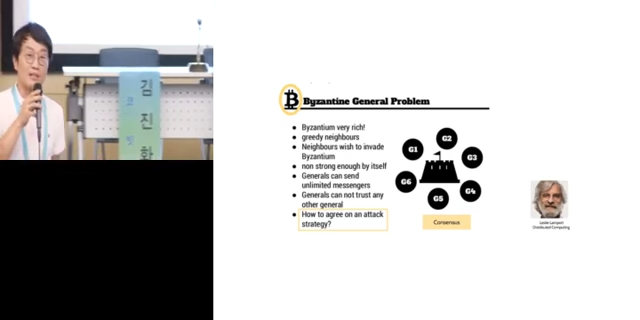 김
진
Byzantine General Problem
● Byzantium very rich!
● greedy neighbours
● Neighbours wish to invade
Byzantium
● non strong enough by itself
● Generals can send
unlimited messengers
● Generals can not trust any
other general
● How to agree on an attack
strategy?
G1
G2
G3
G4
G5
G6
Consensus
Leslie Lamport
Distributed Computing